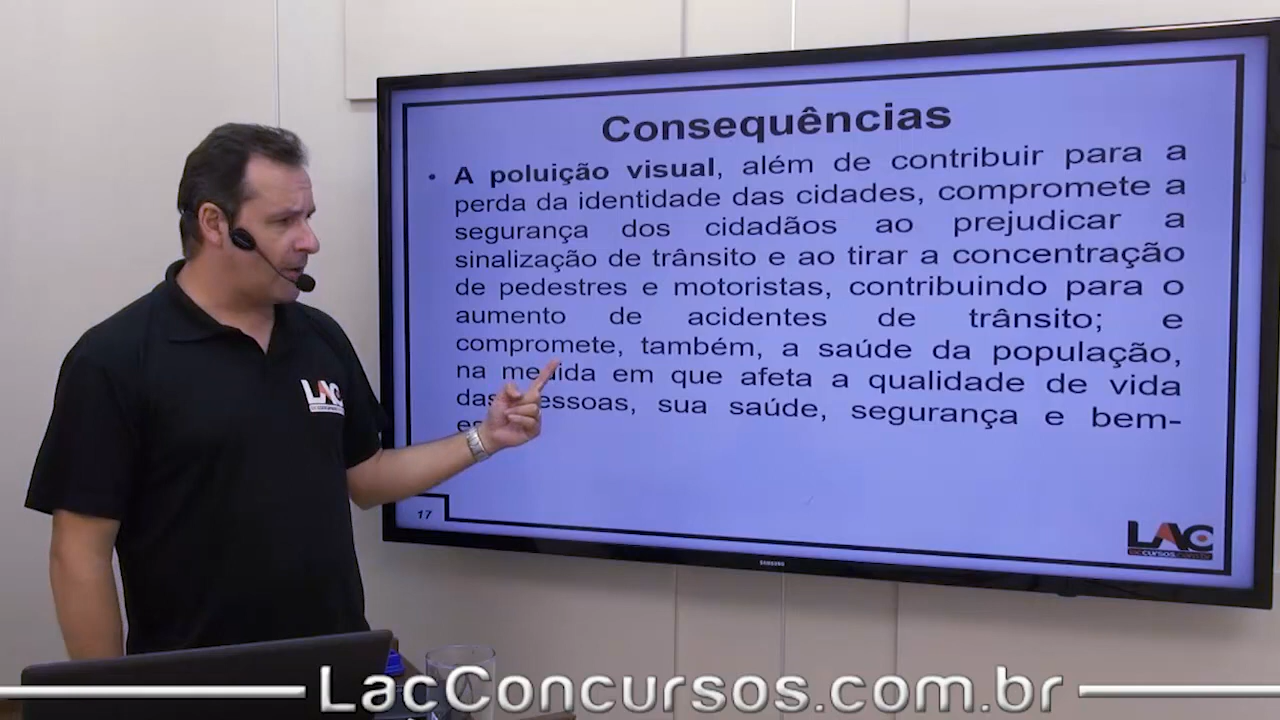 Consequências
• A poluição visual, além de contribuir para a
perda da identidade das cidades, compromete a
segurança dos cidadãos ao prejudicar a
sinalização de trânsito e ao tirar a concentração
de pedestres e motoristas, contribuindo para o
aumento de acidentes de trânsito; e
compromete, também, a saúde da população,
na medida em que afeta a qualidade de vida
das pessoas, sua saúde, segurança e bem-
17
LAC
LAC
SAMSUNG
LacConcursos.com.br